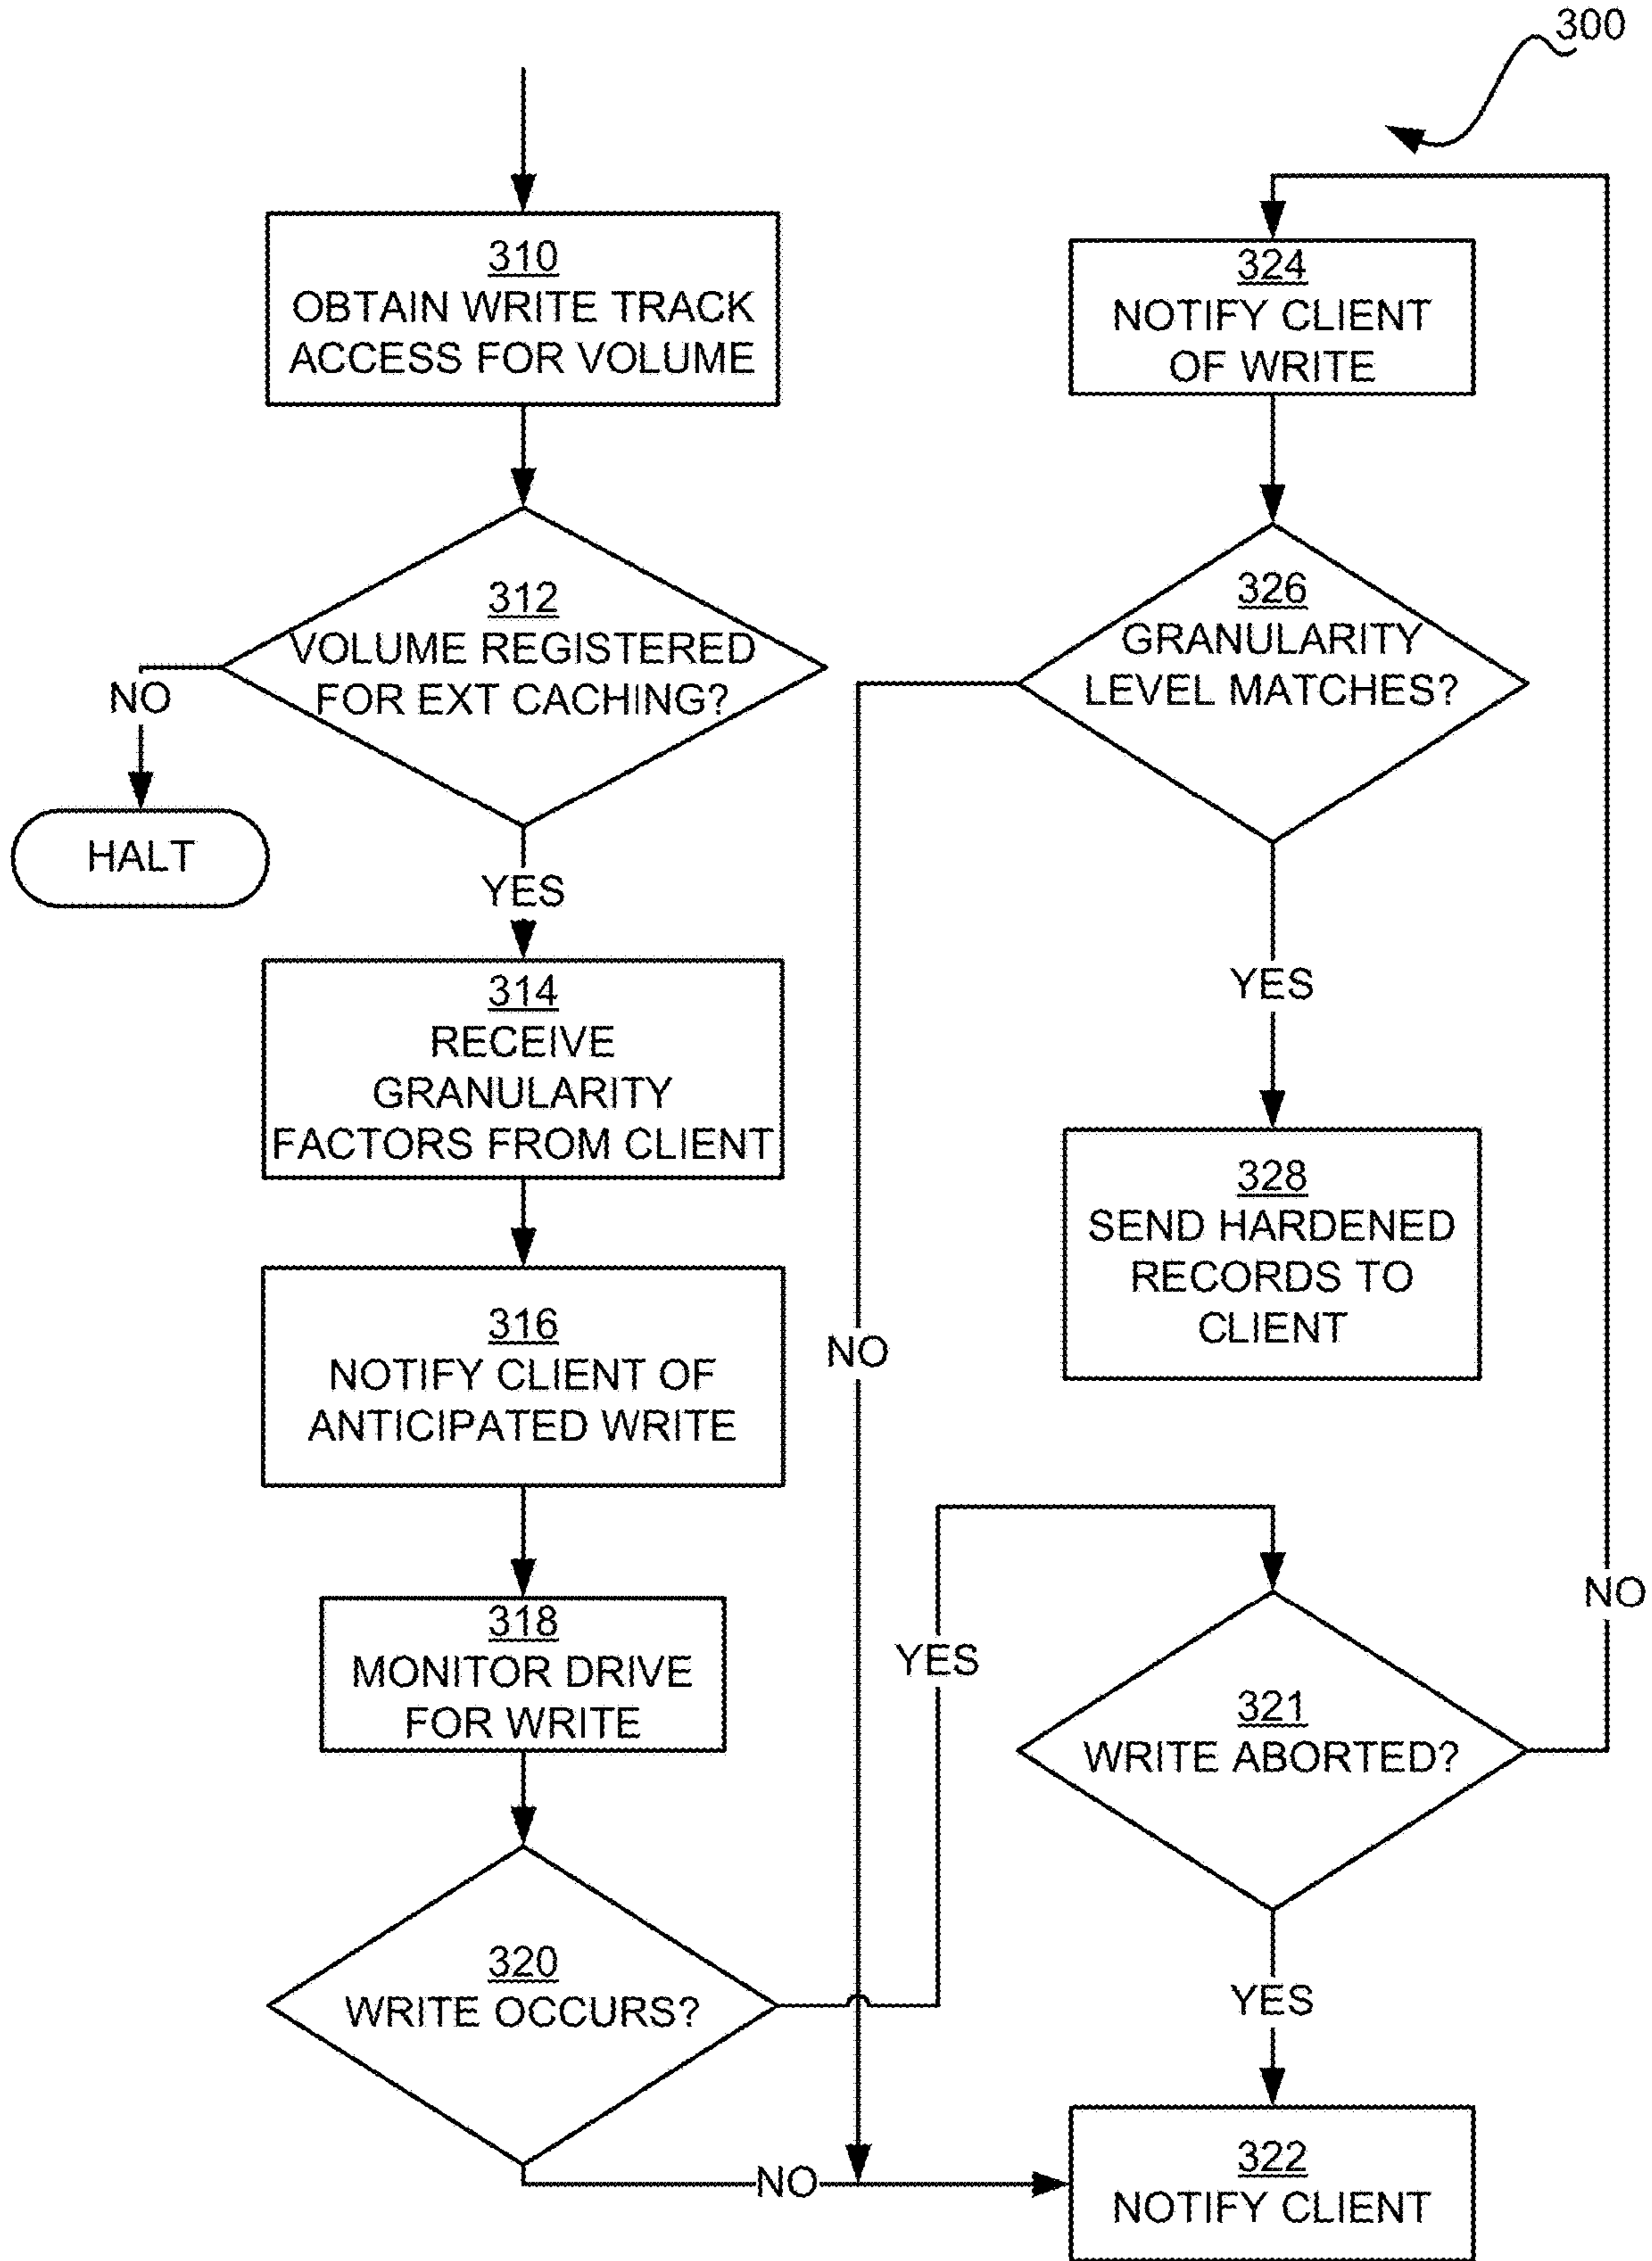 300
310
OBTAIN WRITE TRACK
ACCESS FOR VOLUME
312
VOLUME REGISTERED
FOR EXT CACHING?
NO
HALT
YES
314
RECEIVE
GRANULARITY
FACTORS FROM CLIENT
316
NOTIFY CLIENT OF
ANTICIPATED WRITE
318
MONITOR DRIVE
FOR WRITE
320
WRITE OCCURS?
YES
NO
321
WRITE ABORTED?
NO
YES
322
NOTIFY CLIENT
324
NOTIFY CLIENT
OF WRITE
326
GRANULARITY
LEVEL MATCHES?
NO
YES
328
SEND HARDENED
RECORDS TO
CLIENT